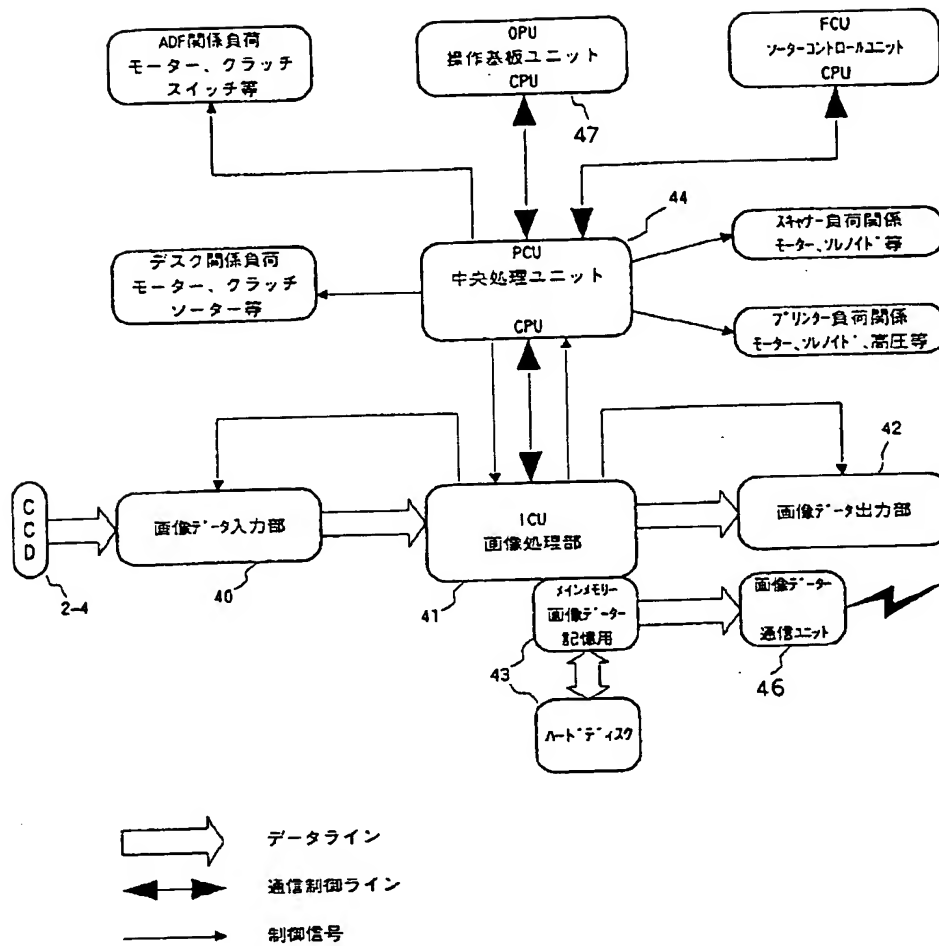 ADF関係負荷
モーター、クラッチ
スイッチ等
OPU
操作基板ユニット
CPU
47
FCU
ソーターコントロールユニット
CPU
44
デスク関係負荷
モーター、クラッチ
ソーター等
PCU
中央処理ユニット
CPU
スキャナー負荷関係
モーター、ソレノイド等
プリンター負荷関係
モーター、ソレノイド、高圧等
42
CCD
2-4
画像データ入力部
40
ICU
画像処理部
41
画像データ出力部
メインメモリー
画像データー
記憶用
43
画像データー
通信ユニット
46
ハードディスク
データライン
通信制御ライン
制御信号